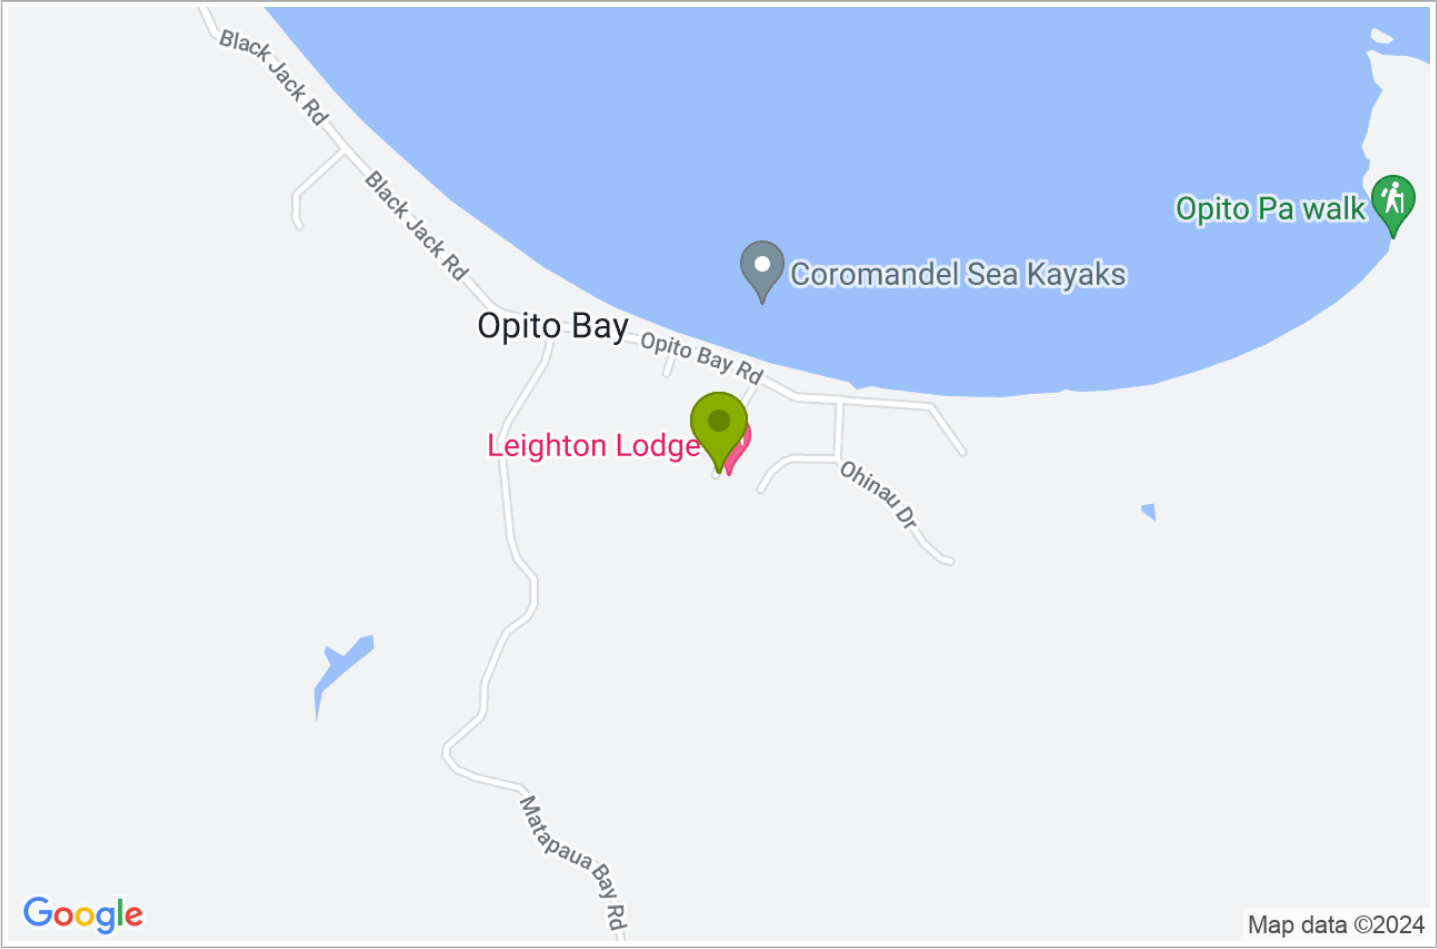 Black Jack Rd
Black Jack Rd
Opito Pa walk
Coromandel Sea Kayaks
Opito Bay
Opito Bay Rd
Leighton Lodge
Ohinau Dr
Matapaua Bay Rd
Google
Map data ©2024